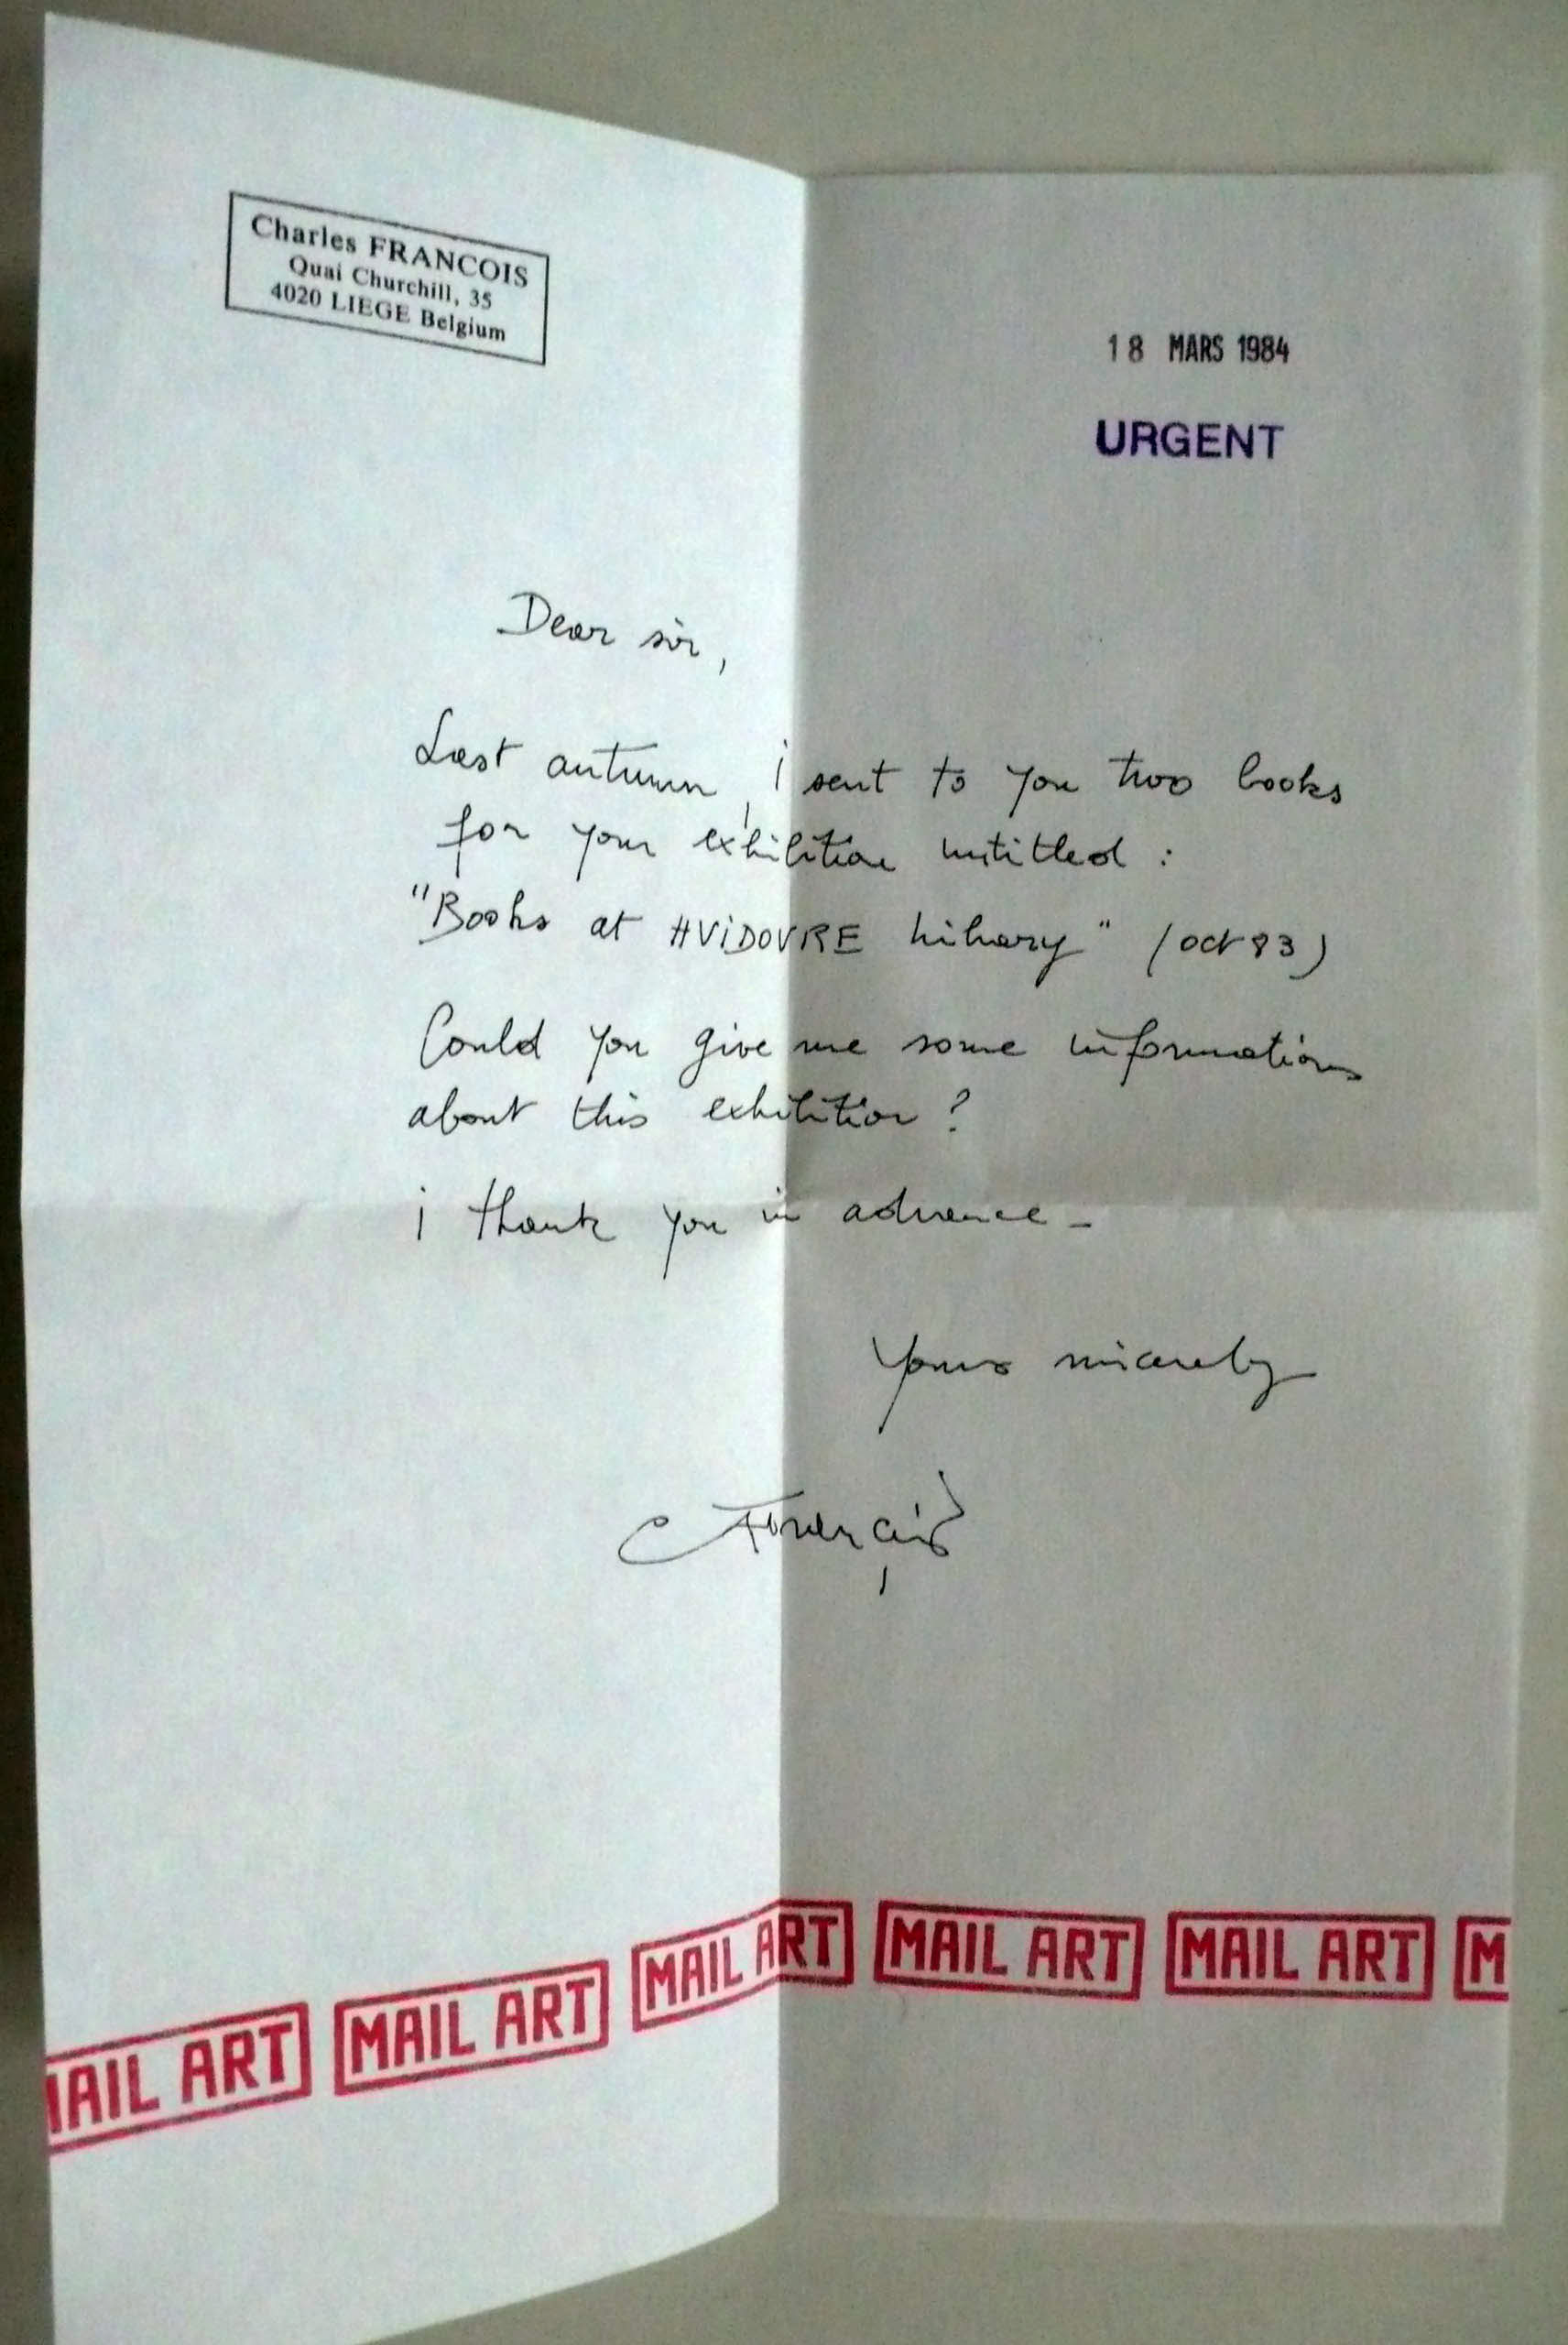 Charles FRANCOIS
Quai Churchill, 35
4020 LIEGE Belgium
18 MARS 1984
URGENT
Dear sir,
Last autumn, i sent to you two books
for your exhibition untitled :
"Books at HVIDOVRE library" (oct 83)
Could you give me some informations
about this exhibition ?
i thank you in advance -
Yours sincerely
C François
MAIL ART MAIL ART MAIL ART MAIL ART MAIL ART M